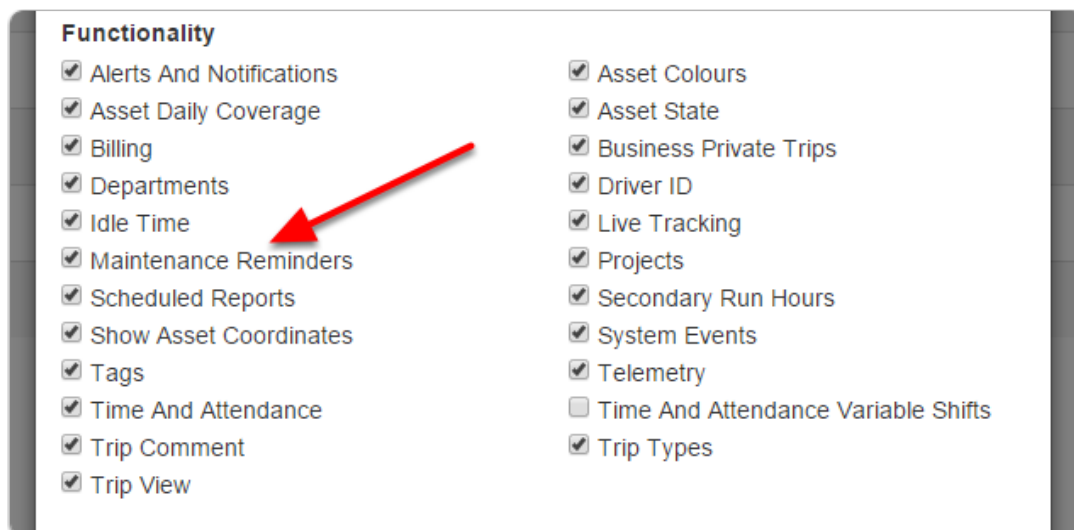 Functionality
Alerts And Notifications
Asset Daily Coverage
Billing
Departments
Idle Time
Maintenance Reminders
Scheduled Reports
Show Asset Coordinates
Tags
Time And Attendance
Trip Comment
Trip View
Asset Colours
Asset State
Business Private Trips
Driver ID
Live Tracking
Projects
Secondary Run Hours
System Events
Telemetry
Time And Attendance Variable Shifts
Trip Types